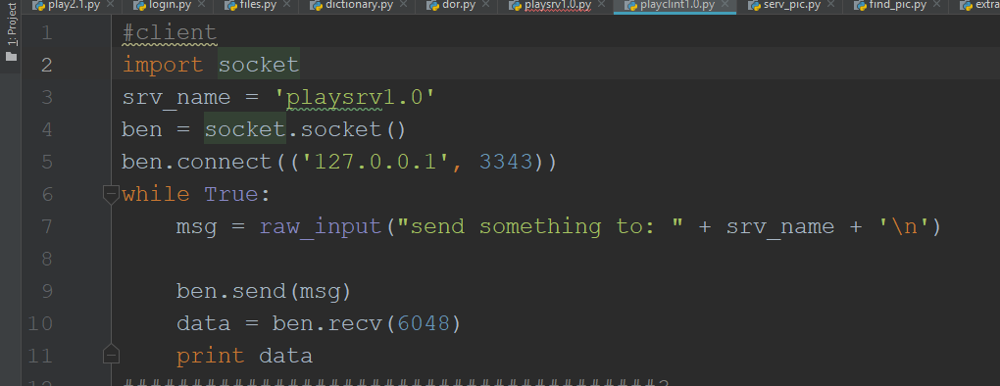 play2.1.py login.py files.py dictionary.py dor.py playsrv1.0.py playclint1.0.py serv_pic.py find_pic.py extra
1: Project
1 #client
2 import socket
3 srv_name = 'playsrv1.0'
4 ben = socket.socket()
5 ben.connect(('127.0.0.1', 3343))
6 while True:
7 msg = raw_input("send something to: " + srv_name + '\n')
8
9 ben.send(msg)
10 data = ben.recv(6048)
11 print data